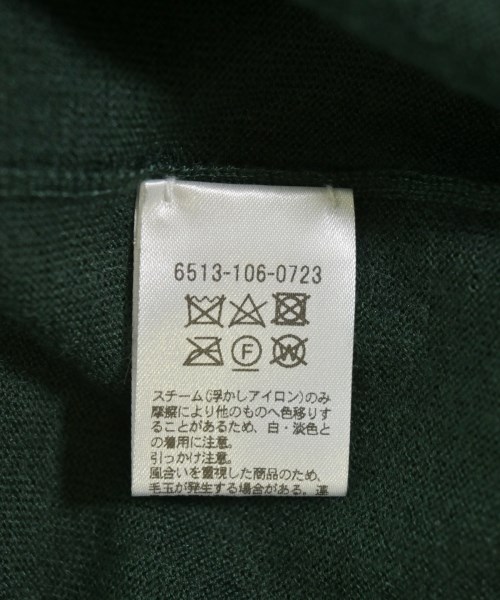 6513-106-0723
F
W
スチーム(浮かしアイロン)のみ
摩擦により他のものへ色移りす
ることがあるため、白・淡色と
の着用に注意。
引っかけ注意。
風合いを重視した商品のため、
毛玉が発生する場合がある。連